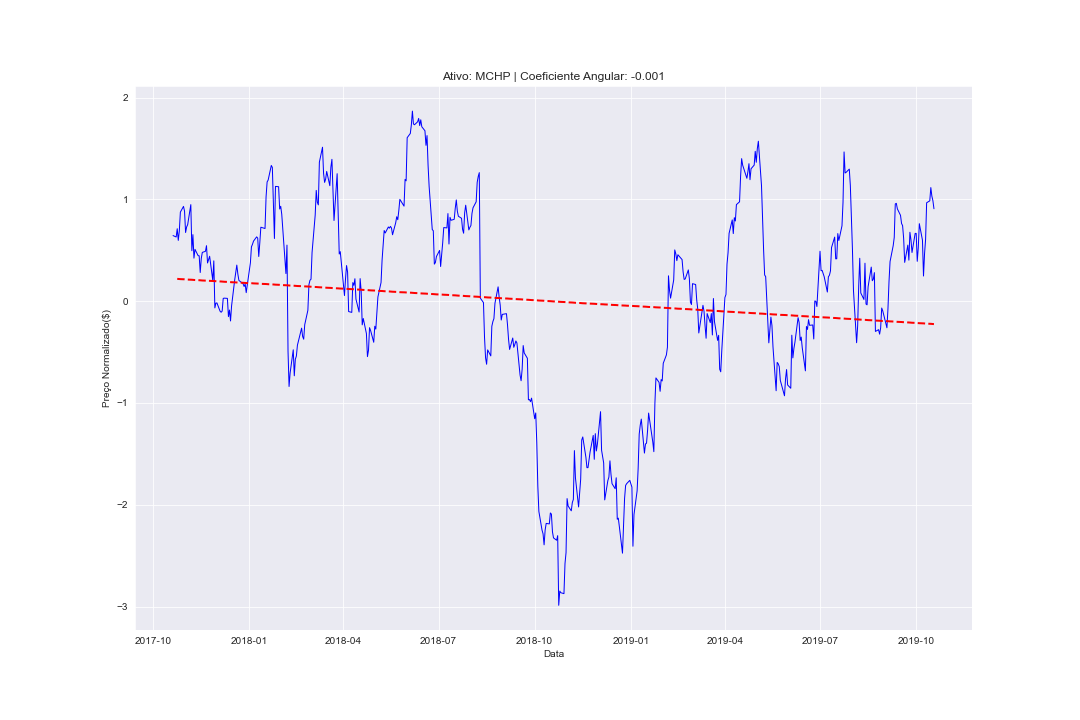 Ativo: MCHP | Coeficiente Angular: -0.001
Preço Normalizado($)
2
1
0
−1
−2
−3
2017-10 2018-01 2018-04 2018-07 2018-10 2019-01 2019-04 2019-07 2019-10
Data